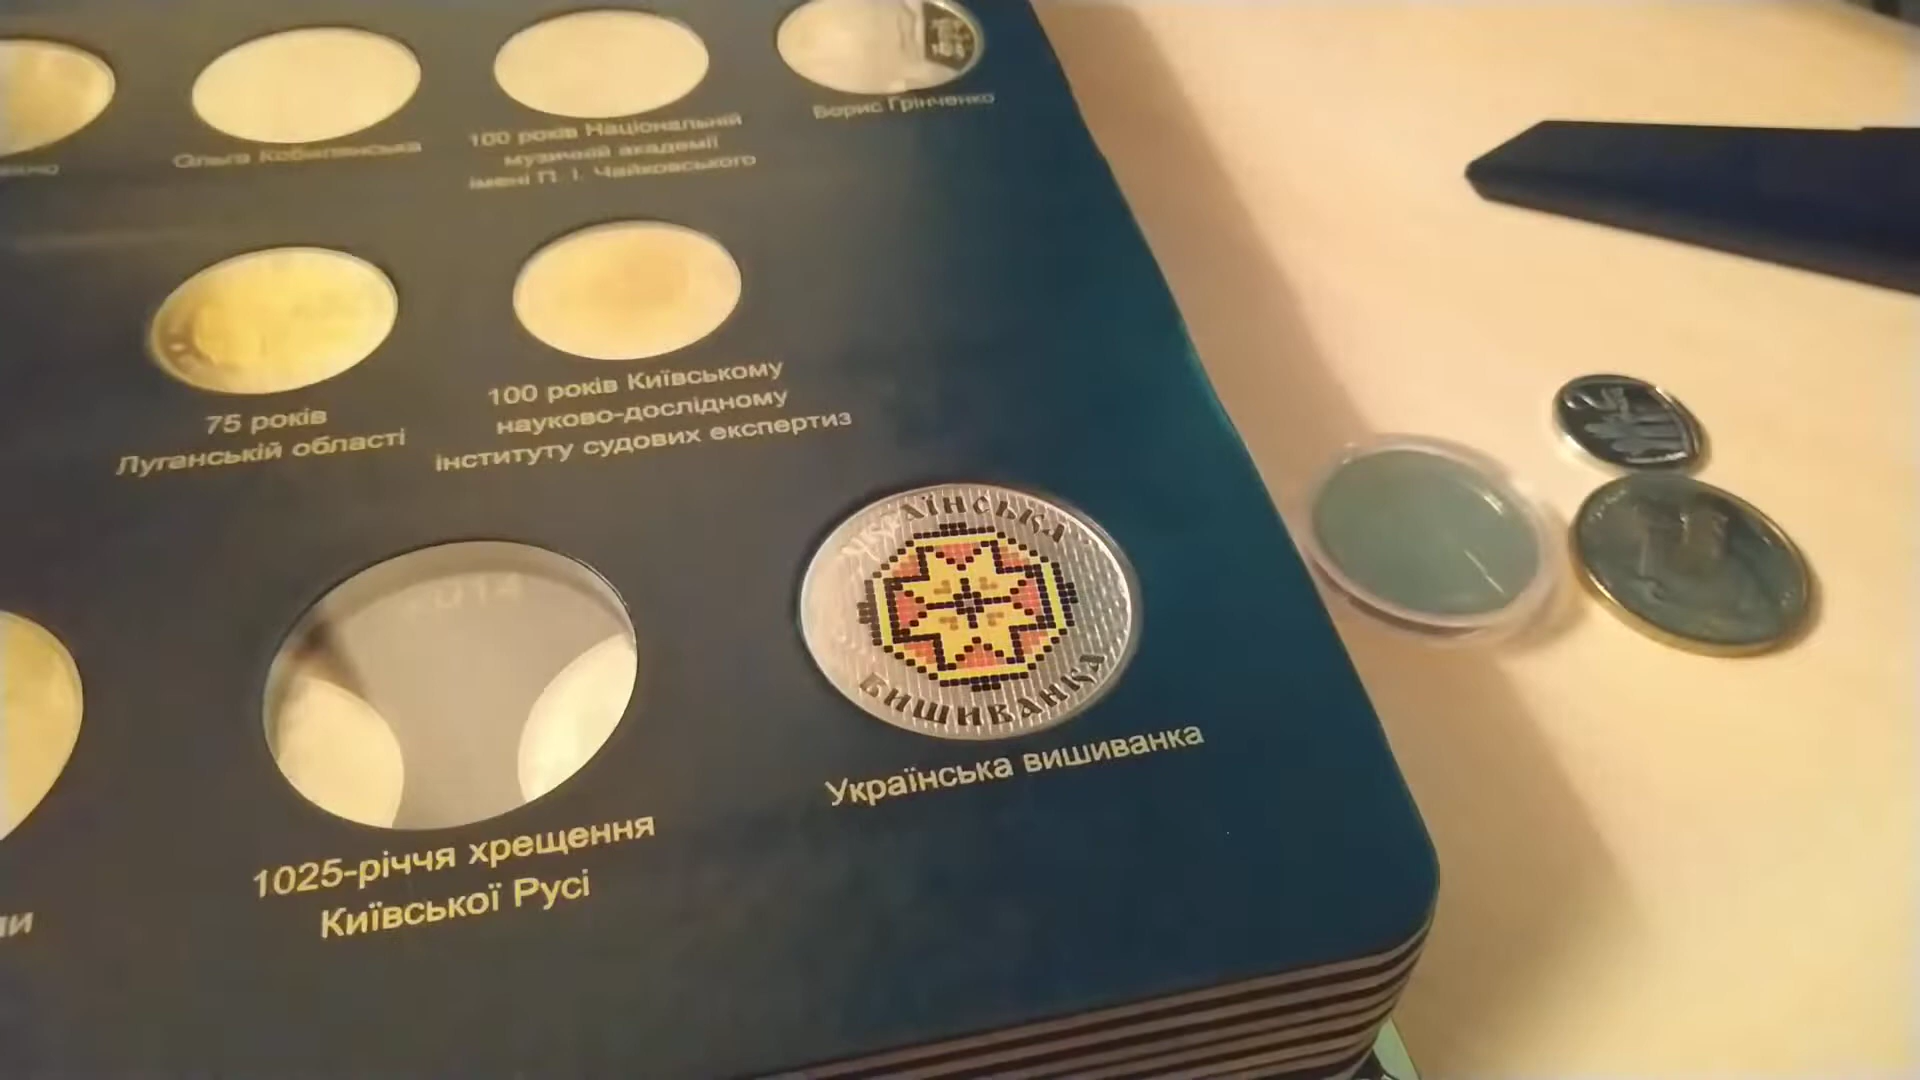 Ольга Кобилянська
100 років Національній
музичній академії
імені П. І. Чайковського
Борис Грінченко
75 років
Луганській області
100 років Київському
науково-дослідному
інституту судових експертиз
УКРАЇНСЬКА
ВИШИВАНКА
Українська вишиванка
1025-річчя хрещення
Київської Русі